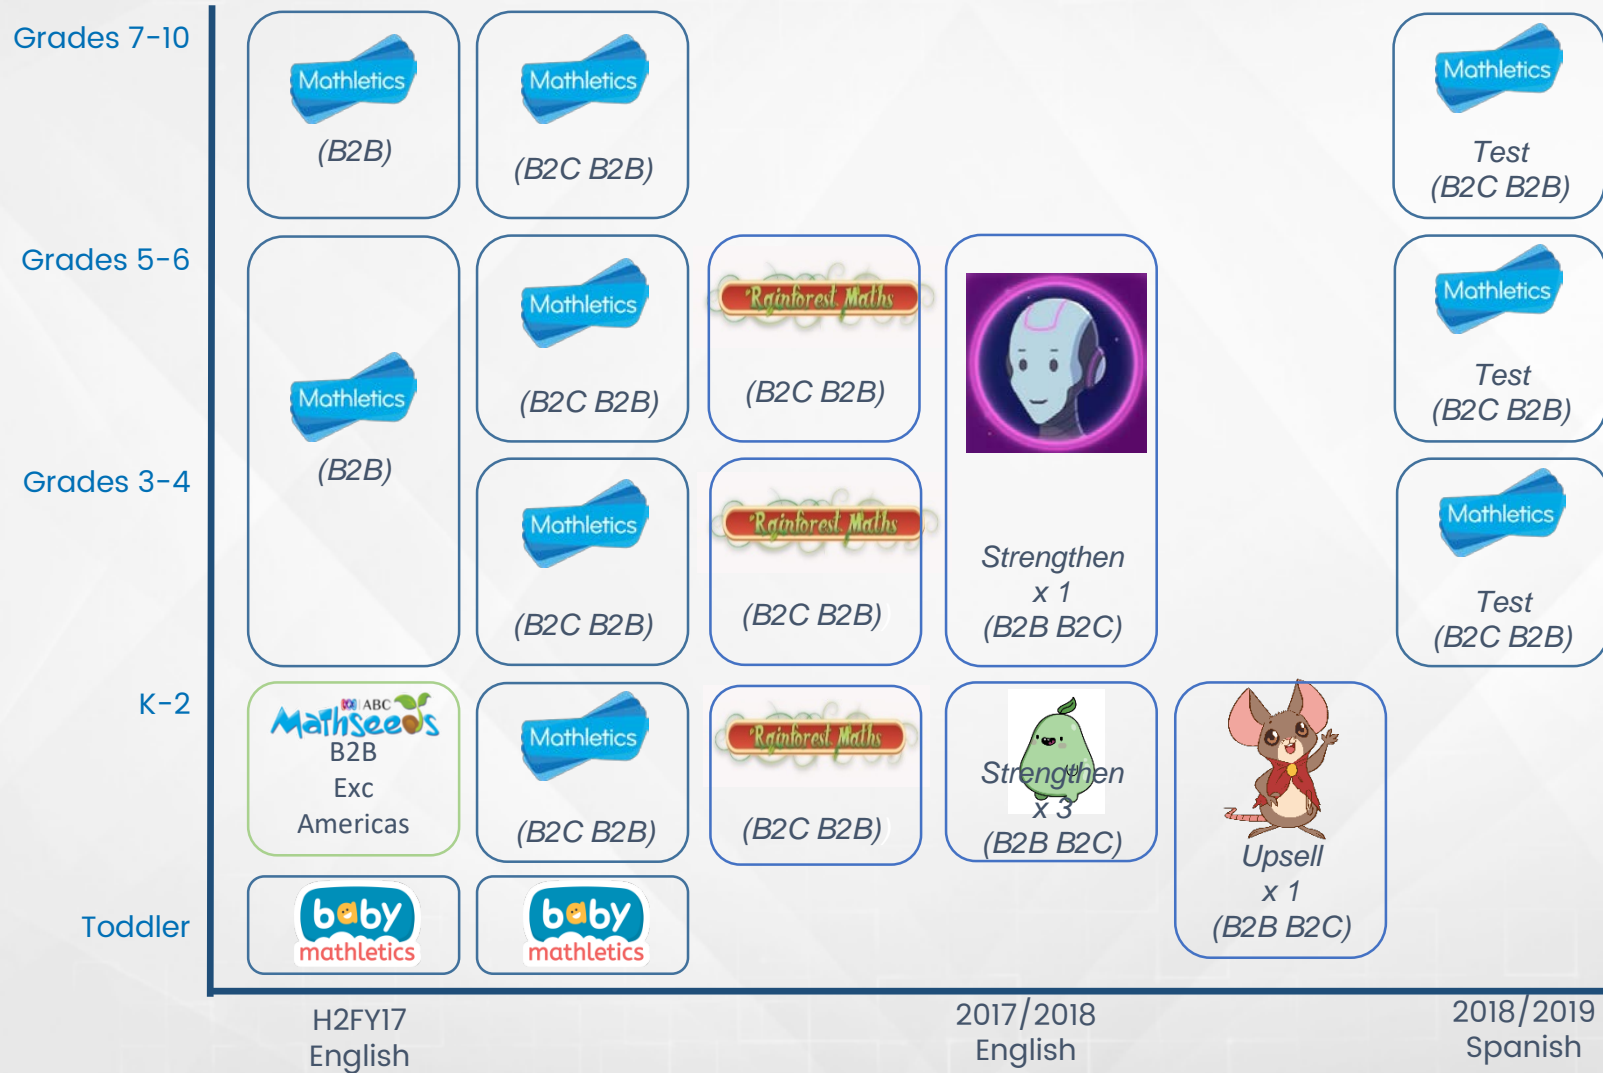 Grades 7-10
Mathletics
(B2B)
Mathletics
(B2C B2B)
Mathletics
Test
(B2C B2B)
Grades 5-6
Mathletics
(B2B)
Mathletics
(B2C B2B)
Rainforest Maths
(B2C B2B)
Mathletics
Test
(B2C B2B)
Grades 3-4
Mathletics
(B2C B2B)
Rainforest Maths
(B2C B2B)
Strengthen
x 1
(B2B B2C)
Mathletics
Test
(B2C B2B)
K-2
ABC
Mathseeds
B2B
Exc
Americas
Mathletics
(B2C B2B)
Rainforest Maths
(B2C B2B)
Strengthen
x 3
(B2B B2C)
Upsell
x 1
(B2B B2C)
Toddler
baby
mathletics
baby
mathletics
H2FY17
English
2017/2018
English
2018/2019
Spanish